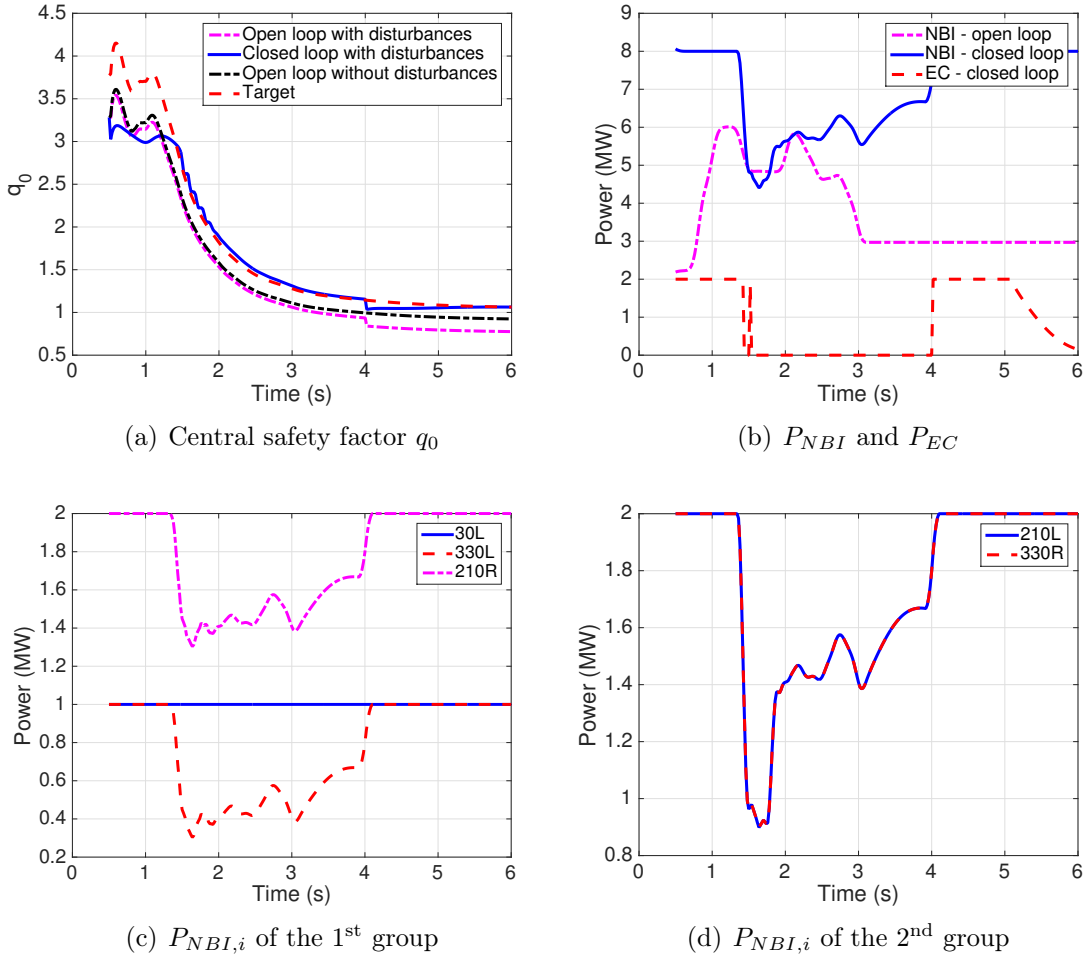 4.5
4
3.5
3
2.5
2
1.5
1
0.5
q0
0 1 2 3 4 5 6
Time (s)
Open loop with disturbances
Closed loop with disturbances
Open loop without disturbances
Target
(a) Central safety factor q0
9
8
7
6
5
4
3
2
1
0
Power (MW)
0 1 2 3 4 5 6
Time (s)
NBI - open loop
NBI - closed loop
EC - closed loop
(b) PNBI and PEC
2
1.8
1.6
1.4
1.2
1
0.8
0.6
0.4
0.2
Power (MW)
0 1 2 3 4 5 6
Time (s)
30L
330L
210R
(c) PNBI,i of the 1st group
2
1.8
1.6
1.4
1.2
1
0.8
Power (MW)
0 1 2 3 4 5 6
Time (s)
210L
330R
(d) PNBI,i of the 2nd group